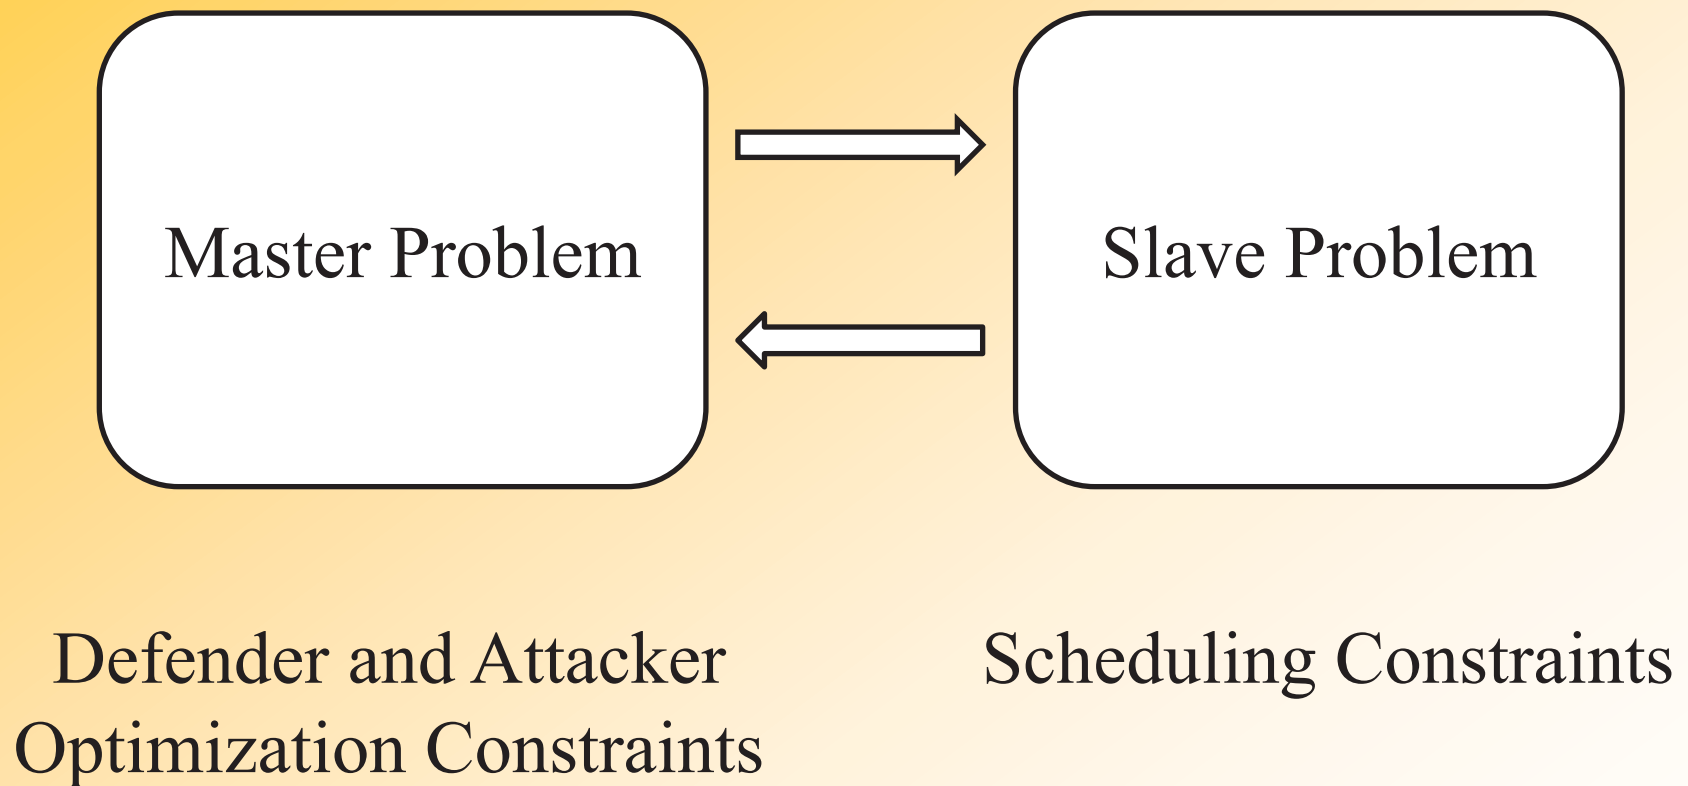 Master Problem
Slave Problem
Defender and Attacker
Optimization Constraints
Scheduling Constraints